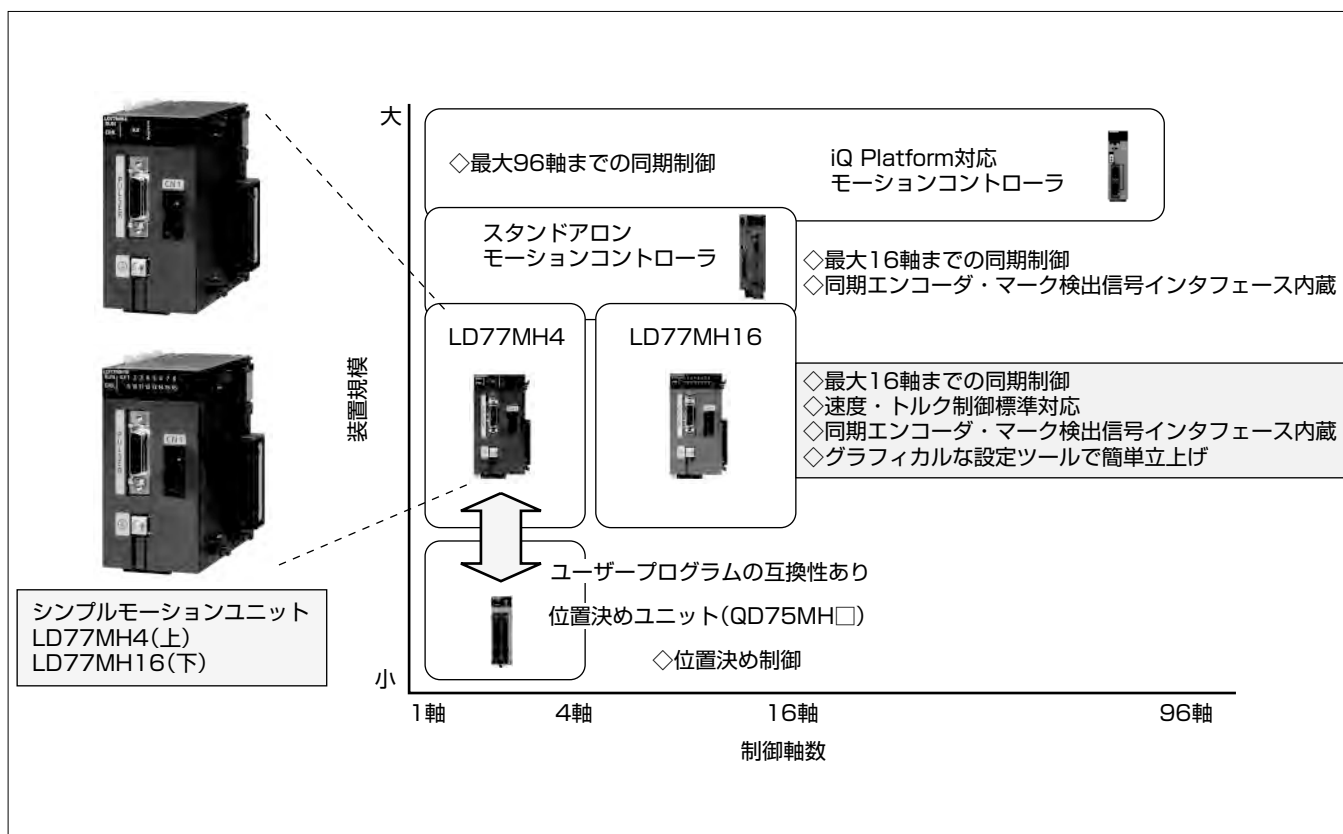 大
◇最大96軸までの同期制御
iQ Platform対応
モーションコントローラ
スタンドアロン
モーションコントローラ
◇最大16軸までの同期制御
◇同期エンコーダ・マーク検出信号インタフェース内蔵
LD77MH4
LD77MH16
◇最大16軸までの同期制御
◇速度・トルク制御標準対応
◇同期エンコーダ・マーク検出信号インタフェース内蔵
◇グラフィカルな設定ツールで簡単立上げ
装置規模
ユーザープログラムの互換性あり
位置決めユニット(QD75MH□)
◇位置決め制御
小
1軸
4軸
16軸
96軸
制御軸数
PULSER
CN1
PULSER
CN1
シンプルモーションユニット
LD77MH4(上)
LD77MH16(下)